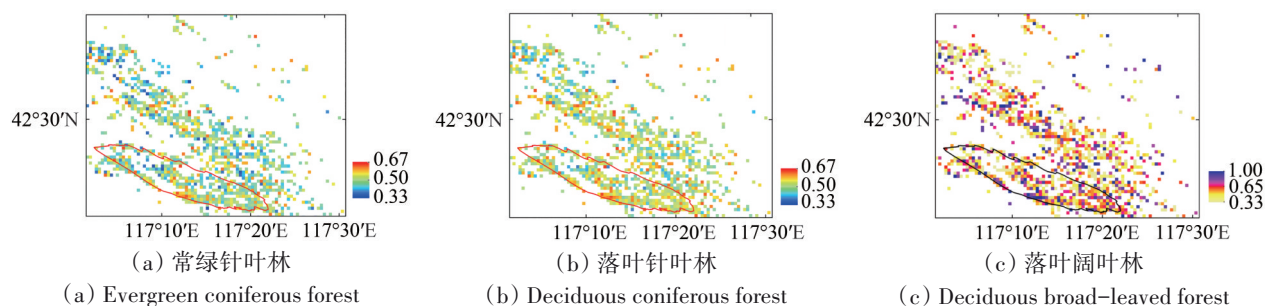 42°30′N
0.67
0.50
0.33
117°10′E 117°20′E 117°30′E
(a) 常绿针叶林
(a) Evergreen coniferous forest
42°30′N
0.67
0.50
0.33
117°10′E 117°20′E 117°30′E
(b) 落叶针叶林
(b) Deciduous coniferous forest
42°30′N
1.00
0.65
0.33
117°10′E 117°20′E 117°30′E
(c) 落叶阔叶林
(c) Deciduous broad-leaved forest